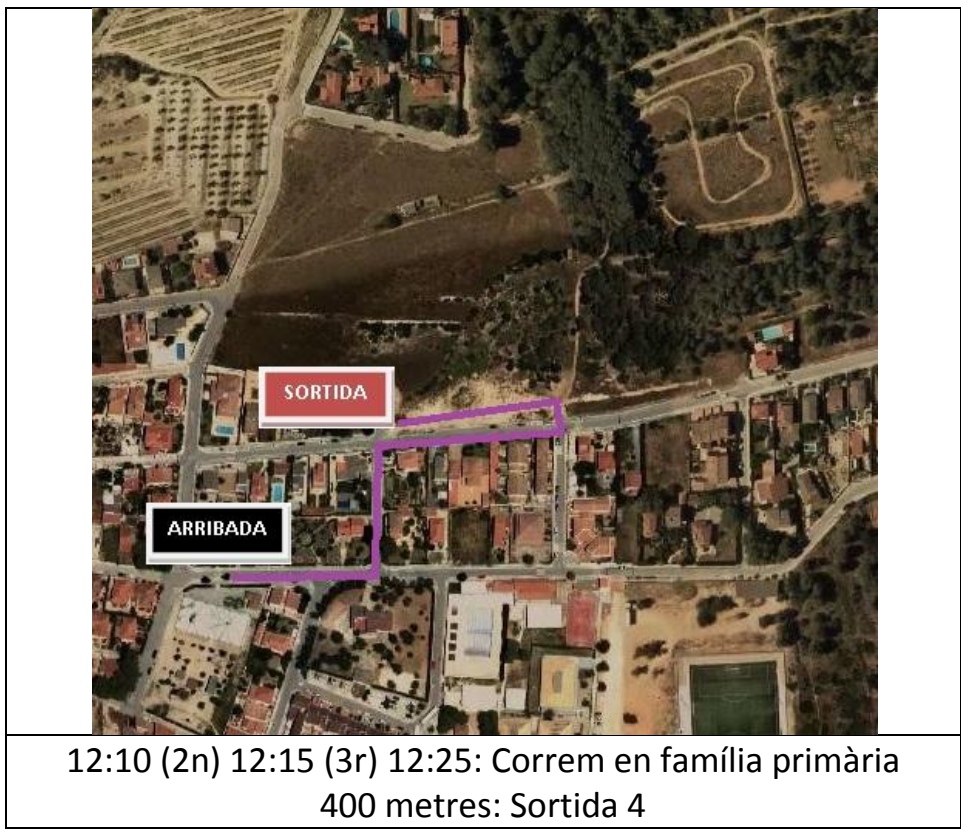 SORTIDA
ARRIBADA
12:10 (2n) 12:15 (3r) 12:25: Correm en família primària
400 metres: Sortida 4